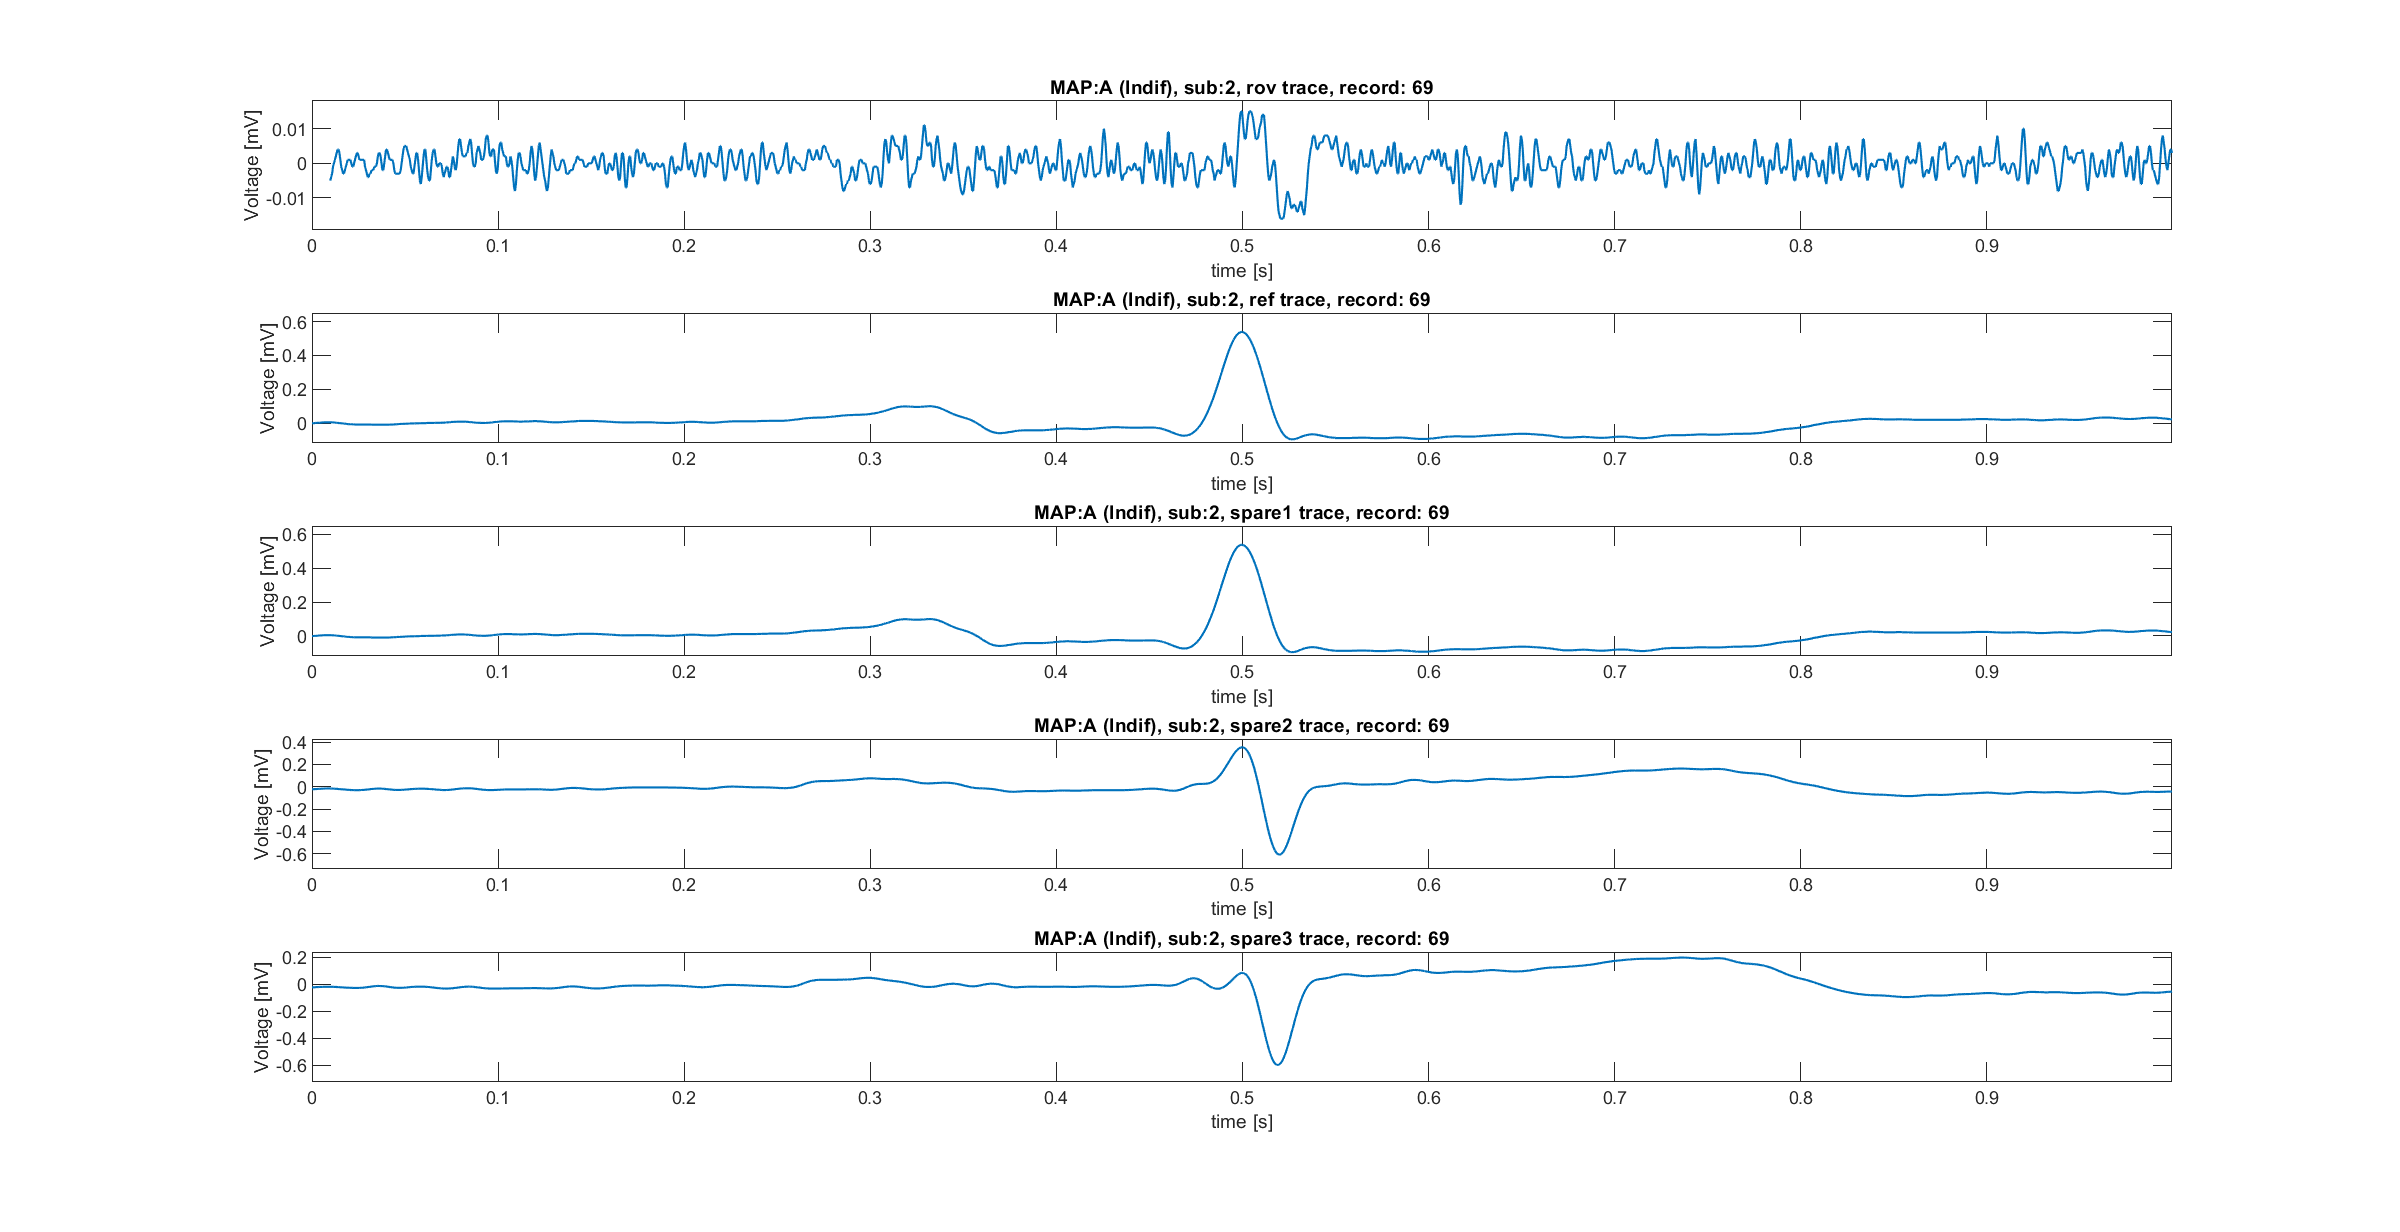 MAP:A (Indif), sub:2, rov trace, record: 69
Voltage [mV]
0.01
0
-0.01
0 0.1 0.2 0.3 0.4 0.5 0.6 0.7 0.8 0.9
time [s]
MAP:A (Indif), sub:2, ref trace, record: 69
Voltage [mV]
0.6
0.4
0.2
0
0 0.1 0.2 0.3 0.4 0.5 0.6 0.7 0.8 0.9
time [s]
MAP:A (Indif), sub:2, spare1 trace, record: 69
Voltage [mV]
0.6
0.4
0.2
0
0 0.1 0.2 0.3 0.4 0.5 0.6 0.7 0.8 0.9
time [s]
MAP:A (Indif), sub:2, spare2 trace, record: 69
Voltage [mV]
0.4
0.2
0
-0.2
-0.4
-0.6
0 0.1 0.2 0.3 0.4 0.5 0.6 0.7 0.8 0.9
time [s]
MAP:A (Indif), sub:2, spare3 trace, record: 69
Voltage [mV]
0.2
0
-0.2
-0.4
-0.6
0 0.1 0.2 0.3 0.4 0.5 0.6 0.7 0.8 0.9
time [s]